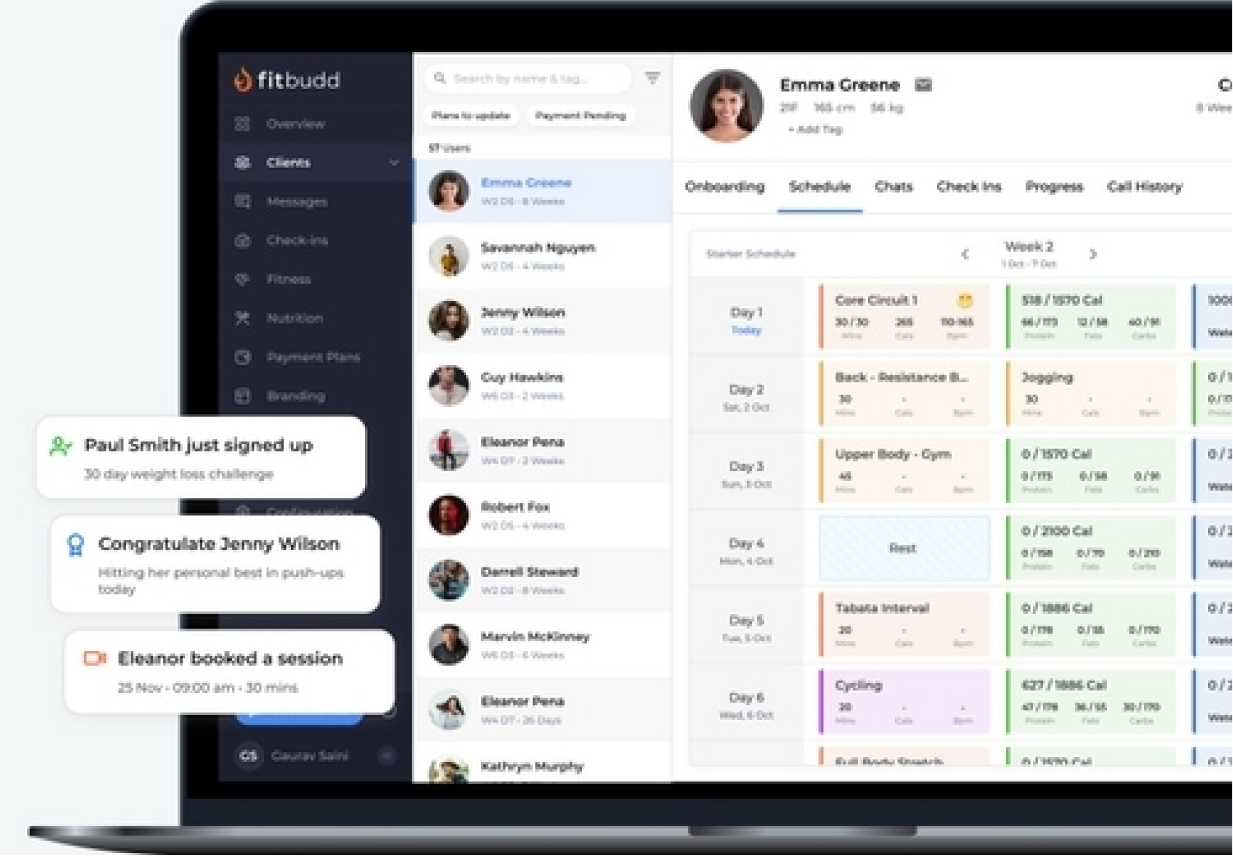 fitbudd
Overview
Clients
Messages
Check-ins
Fitness
Nutrition
Payment Plans
Branding
Configuration
GS Gaurav Saini
Paul Smith just signed up
30 day weight loss challenge
Congratulate Jenny Wilson
Hitting her personal best in push-ups
today
Eleanor booked a session
25 Nov - 09:00 am - 30 mins
Search by name & tag...
Plans to update Payment Pending
57 Users
Emma Greene
W2 D5 - 8 Weeks
Savannah Nguyen
W2 D5 - 4 Weeks
Jenny Wilson
W2 D2 - 4 Weeks
Guy Hawkins
W6 D3 - 2 Weeks
Eleanor Pena
W4 D7 - 2 Weeks
Robert Fox
W2 D5 - 4 Weeks
Darrell Steward
W2 D2 - 8 Weeks
Marvin McKinney
W6 D3 - 6 Weeks
Eleanor Pena
W4 D7 - 26 Days
Kathryn Murphy
Emma Greene
21F 165 cm 56 kg
+ Add Tag
8 Wee
Onboarding Schedule Chats Check Ins Progress Call History
Starter Schedule
Week 2
1 Oct - 7 Oct
Day 1
Today
Core Circuit 1
30/30 265 110-165
Mins Cals Bpm
518 / 1570 Cal
66/173 12/58 40/91
Protein Fats Carbs
1000
Wate
Day 2
Sat, 2 Oct
Back - Resistance B...
30 - -
Mins Cals Bpm
Jogging
30 - -
Mins Cals Bpm
0 / 1
0/17
Protei
Day 3
Sun, 3 Oct
Upper Body - Gym
45 - -
Mins Cals Bpm
0 / 1570 Cal
0/173 0/58 0/91
Protein Fats Carbs
0 / 2
Wate
Day 4
Mon, 4 Oct
Rest
0 / 2100 Cal
0/158 0/70 0/210
Protein Fats Carbs
0 / 2
Wate
Day 5
Tue, 5 Oct
Tabata Interval
20 - -
Mins Cals Bpm
0 / 1886 Cal
0/178 0/55 0/170
Protein Fats Carbs
0 / 2
Wate
Day 6
Wed, 6 Oct
Cycling
20 - -
Mins Cals Bpm
627 / 1886 Cal
47/178 36/55 30/170
Protein Fats Carbs
0 / 2
Wate
Full Body Stretch
0 / 1570 Cal
0 / 2